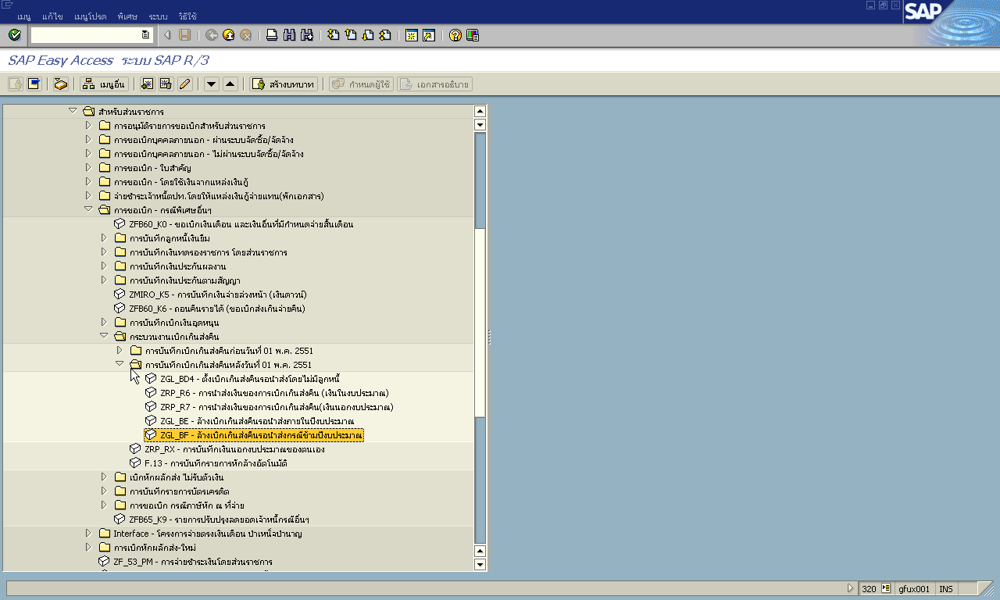 เมนู แก้ไข เมนูโปรด พิเศษ ระบบ วิธีใช้
SAP
SAP Easy Access ระบบ SAP R/3
เมนูอื่น สร้างบทบาท กำหนดผู้ใช้ เอกสารอธิบาย
สำหรับส่วนราชการ
การอนุมัติรายการขอเบิกสำหรับส่วนราชการ
การขอเบิกบุคคลภายนอก - ผ่านระบบจัดซื้อ/จัดจ้าง
การขอเบิกบุคคลภายนอก - ไม่ผ่านระบบจัดซื้อ/จัดจ้าง
การขอเบิก - ใบสำคัญ
การขอเบิก - โดยใช้เงินจากแหล่งเงินกู้
จ่ายชำระเจ้าหนี้ตปท.โดยให้แหล่งเงินกู้จ่ายแทน(พักเอกสาร)
การขอเบิก - กรณีพิเศษอื่นๆ
ZFB60_K0 - ขอเบิกเงินเดือน และเงินอื่นที่มีกำหนดจ่ายสิ้นเดือน
การบันทึกลูกหนี้เงินยืม
การบันทึกเงินทดรองราชการ โดยส่วนราชการ
การบันทึกเงินประกันผลงาน
การบันทึกเงินประกันตามสัญญา
ZMIRO_K5 - การบันทึกเงินจ่ายล่วงหน้า (เงินดาวน์)
ZFB60_K6 - ถอนคืนรายได้ (ขอเบิกส่งเกินจ่ายคืน)
การบันทึกเบิกเงินอุดหนุน
กระบวนงานเบิกเกินส่งคืน
การบันทึกเบิกเกินส่งคืนก่อนวันที่ 01 พ.ค. 2551
การบันทึกเบิกเกินส่งคืนหลังวันที่ 01 พ.ค. 2551
ZGL_BD4 - ตั้งเบิกเกินส่งคืนรอนำส่งโดยไม่มีลูกหนี้
ZRP_R6 - การนำส่งเงินของการเบิกเกินส่งคืน (เงินในงบประมาณ)
ZRP_R7 - การนำส่งเงินของการเบิกเกินส่งคืน(เงินนอกงบประมาณ)
ZGL_BE - ล้างเบิกเกินส่งคืนรอนำส่งภายในปีงบประมาณ
ZGL_BF - ล้างเบิกเกินส่งคืนรอนำส่งกรณีข้ามปีงบประมาณ
ZRP_RX - การบันทึกเงินนอกงบประมาณของตนเอง
F.13 - การบันทึกรายการหักล้างอัตโนมัติ
เบิกหักผลักส่ง ไม่รับตัวเงิน
การบันทึกรายการบัตรเครดิต
การขอเบิก กรณีภาษีหัก ณ ที่จ่าย
ZFB65_K9 - รายการปรับปรุงลดยอดเจ้าหนี้กรณีอื่นๆ
Interface - โครงการจ่ายตรงเงินเดือน บำเหน็จบำนาญ
การเบิกหักผลักส่ง-ใหม่
ZF_53_PM - การจ่ายชำระเงินโดยส่วนราชการ
320 gfux001 INS